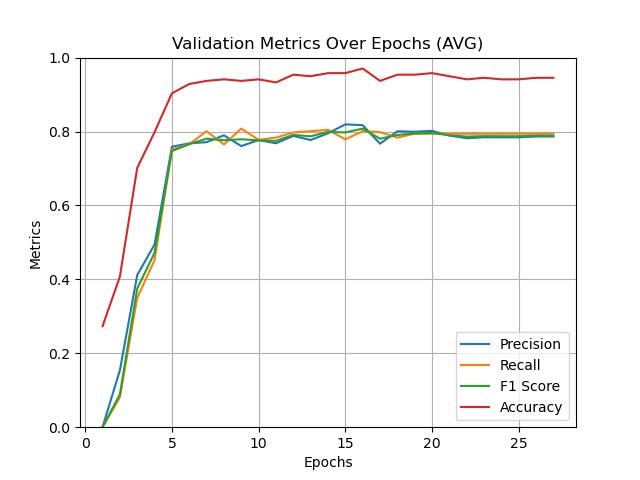 Validation Metrics Over Epochs (AVG)
1.0
0.8
0.6
0.4
0.2
0.0
Metrics
0 5 10 15 20 25
Epochs
Precision
Recall
F1 Score
Accuracy